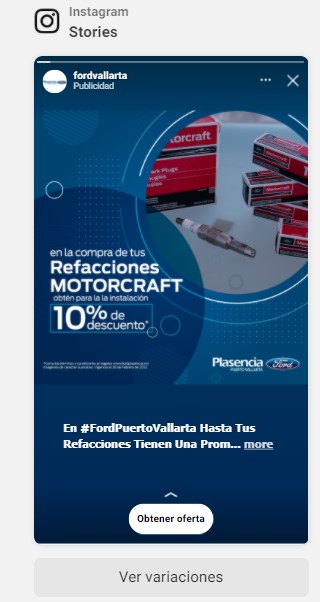 Instagram
Stories
fordvallarta
Publicidad
Motorcraft
en la compra de tus
Refacciones
MOTORCRAFT
obtén para la la instalación
10% de
descuento*
Plasencia Ford
PUERTO VALLARTA
En #FordPuertoVallarta Hasta Tus
Refacciones Tienen Una Prom... more
Obtener oferta
Ver variaciones